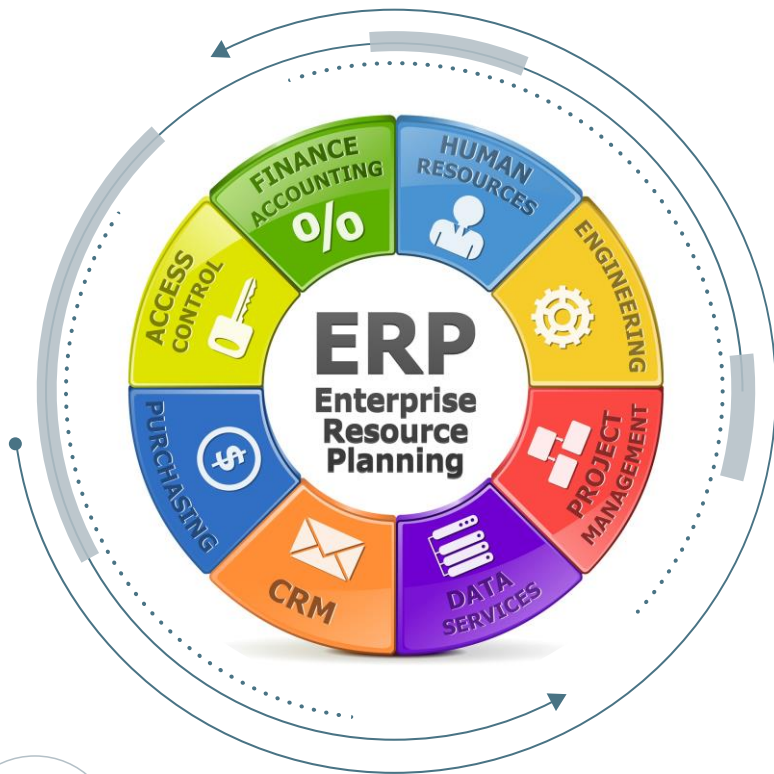 ERP
Enterprise
Resource
Planning
FINANCE
ACCOUNTING
%
HUMAN
RESOURCES
ENGINEERING
PROJECT
MANAGEMENT
DATA
SERVICES
CRM
PURCHASING
$
ACCESS
CONTROL